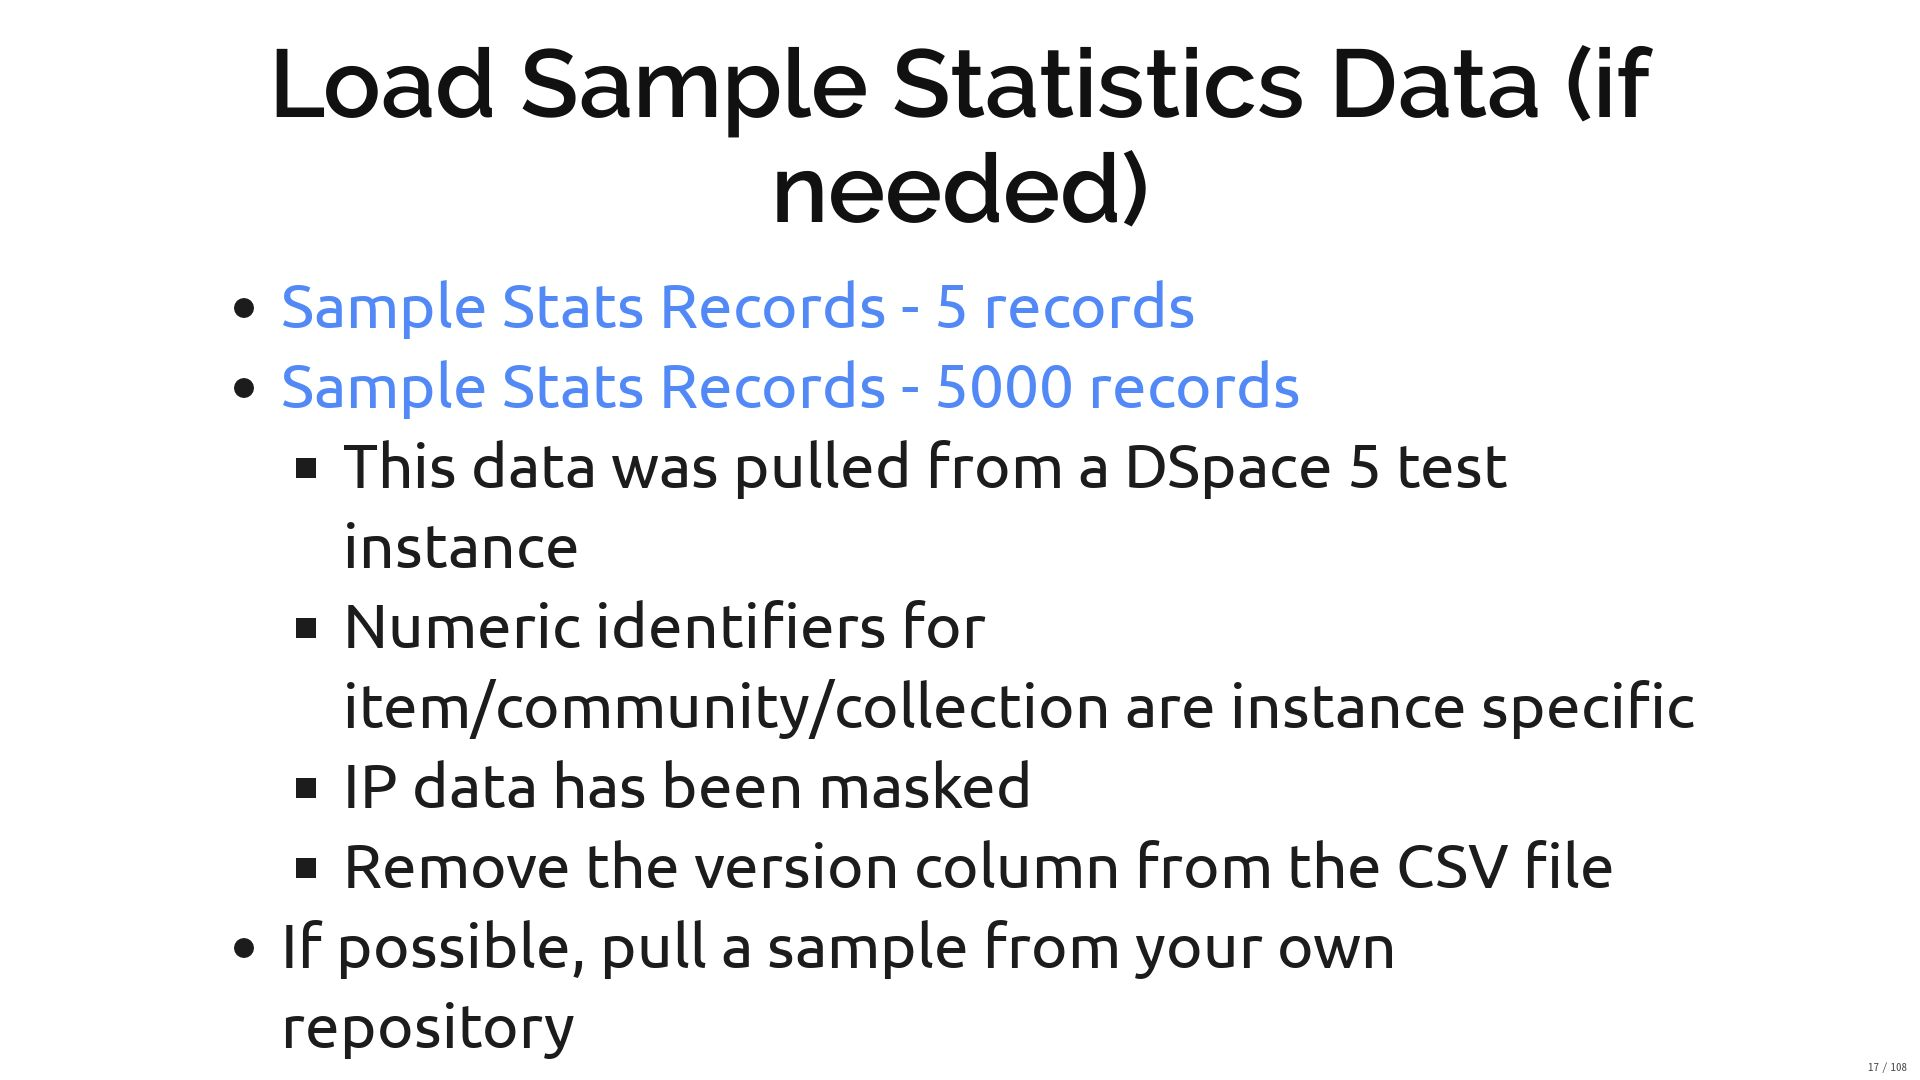 Load Sample Statistics Data (if
needed)
• Sample Stats Records - 5 records
• Sample Stats Records - 5000 records
▪ This data was pulled from a DSpace 5 test
instance
▪ Numeric identifiers for
item/community/collection are instance specific
▪ IP data has been masked
▪ Remove the version column from the CSV file
• If possible, pull a sample from your own
repository
17 / 108